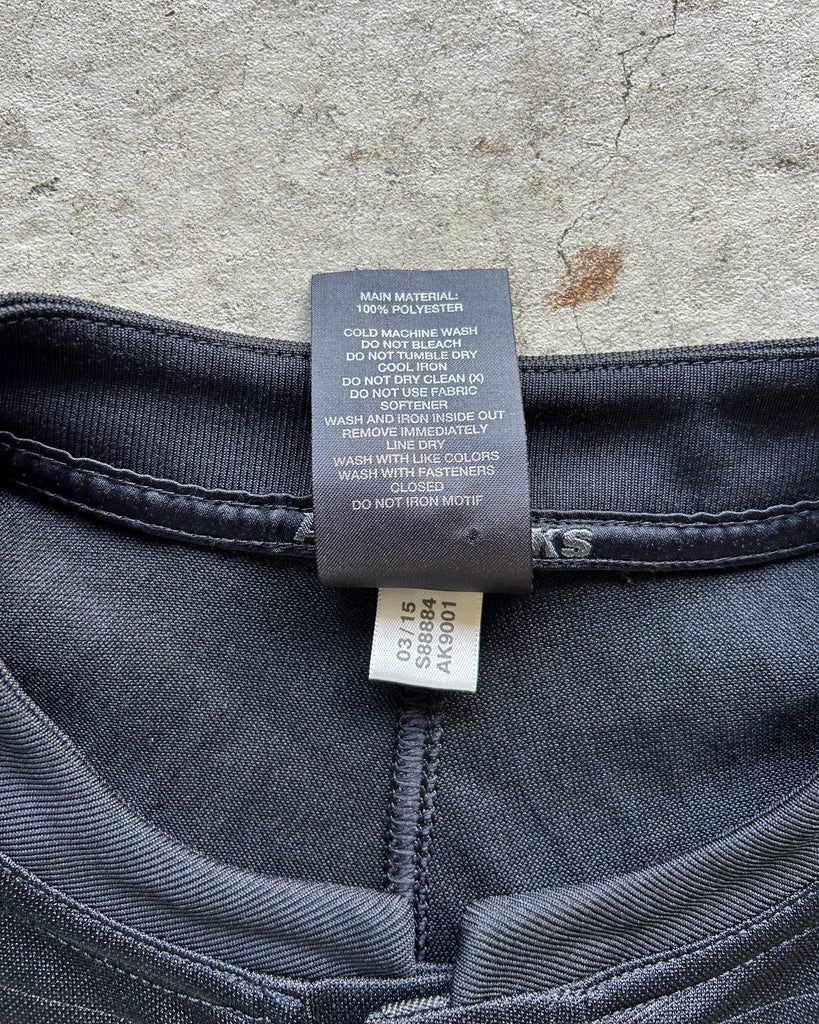 MAIN MATERIAL:
100% POLYESTER
COLD MACHINE WASH
DO NOT BLEACH
DO NOT TUMBLE DRY
COOL IRON
DO NOT DRY CLEAN (X)
DO NOT USE FABRIC
SOFTENER
WASH AND IRON INSIDE OUT
REMOVE IMMEDIATELY
LINE DRY
WASH WITH LIKE COLORS
WASH WITH FASTENERS
CLOSED
DO NOT IRON MOTIF
03/15
S88884
AK9001